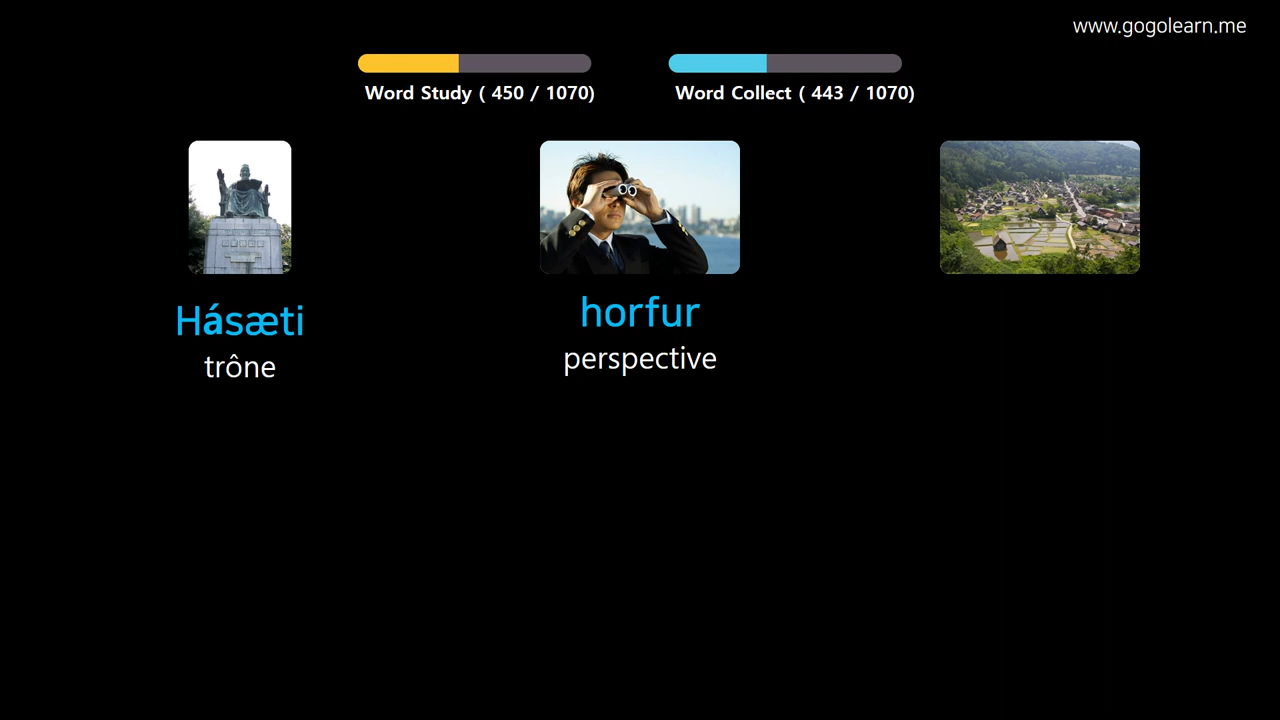 www.gogolearn.me
Word Study ( 450 / 1070)
Word Collect ( 443 / 1070)
Hásæti
trône
horfur
perspective